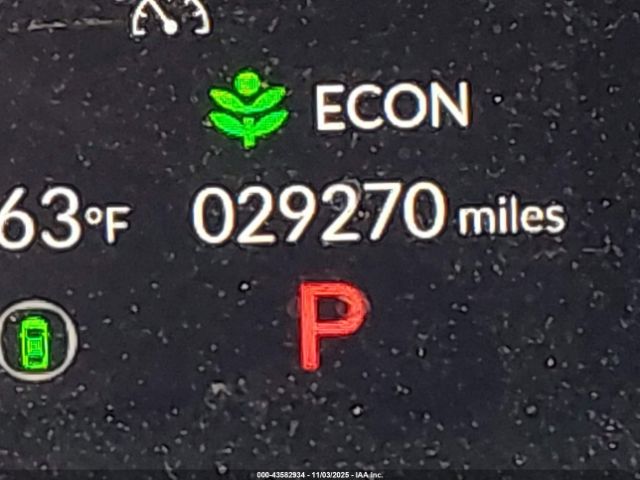 ECON
63°F 029270 miles
P
000-43582934 - 11/03/2025 - IAA Inc.